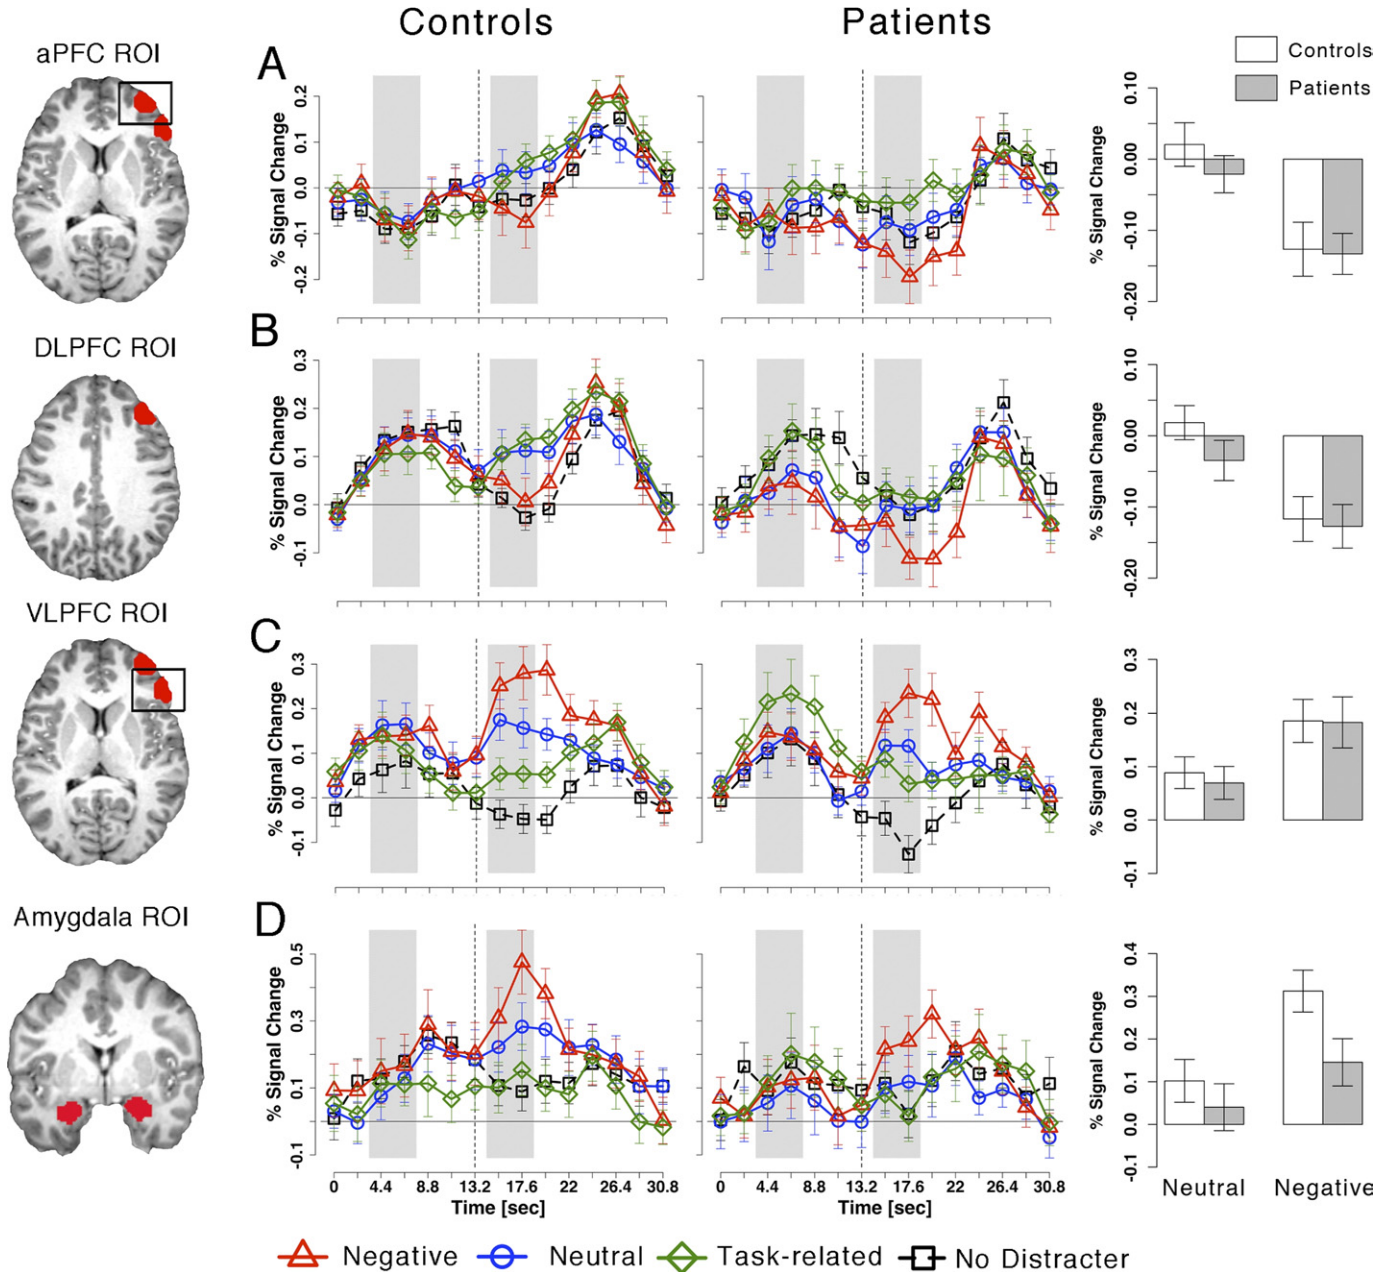 Controls
Patients
Controls
Patients
aPFC ROI
A
% Signal Change
0.2
0.1
0.0
-0.1
-0.2
% Signal Change
0.10
0.00
-0.10
-0.20
DLPFC ROI
B
% Signal Change
0.3
0.2
0.1
0.0
-0.1
% Signal Change
0.10
0.00
-0.10
-0.20
VLPFC ROI
C
% Signal Change
0.3
0.2
0.1
0.0
-0.1
% Signal Change
0.3
0.2
0.1
0.0
-0.1
Amygdala ROI
D
% Signal Change
0.5
0.3
0.1
-0.1
% Signal Change
0.4
0.3
0.2
0.1
0.0
-0.1
0 4.4 8.8 13.2 17.6 22 26.4 30.8
Time [sec]
0 4.4 8.8 13.2 17.6 22 26.4 30.8
Time [sec]
Neutral Negative
Negative Neutral Task-related No Distracter